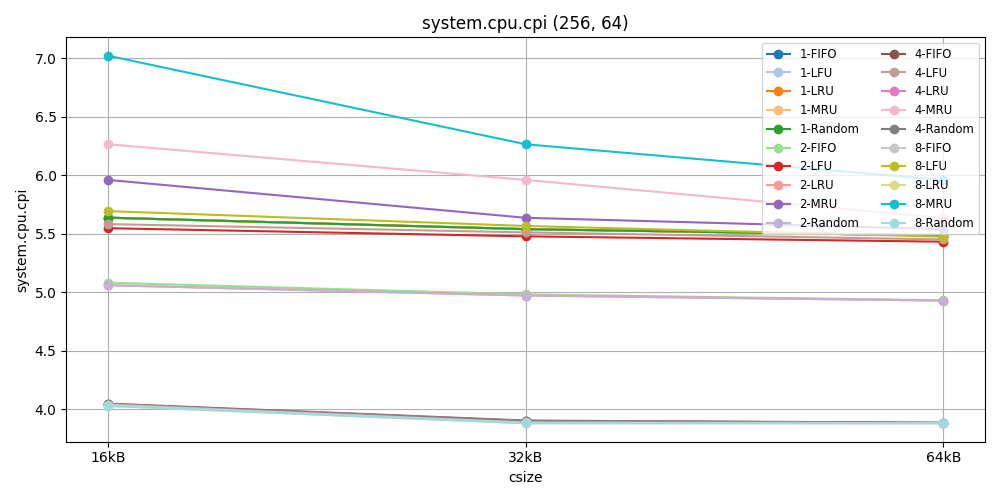 system.cpu.cpi (256, 64)
system.cpu.cpi
7.0
6.5
6.0
5.5
5.0
4.5
4.0
1-FIFO
1-LFU
1-LRU
1-MRU
1-Random
2-FIFO
2-LFU
2-LRU
2-MRU
2-Random
4-FIFO
4-LFU
4-LRU
4-MRU
4-Random
8-FIFO
8-LFU
8-LRU
8-MRU
8-Random
16kB
32kB
64kB
csize